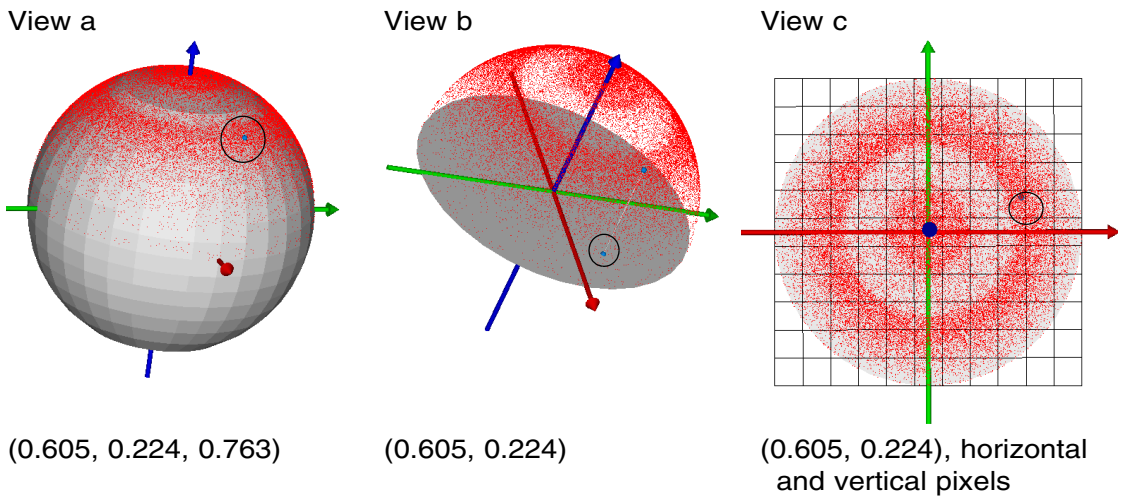 View a
View b
View c
(0.605, 0.224, 0.763)
(0.605, 0.224)
(0.605, 0.224), horizontal
and vertical pixels